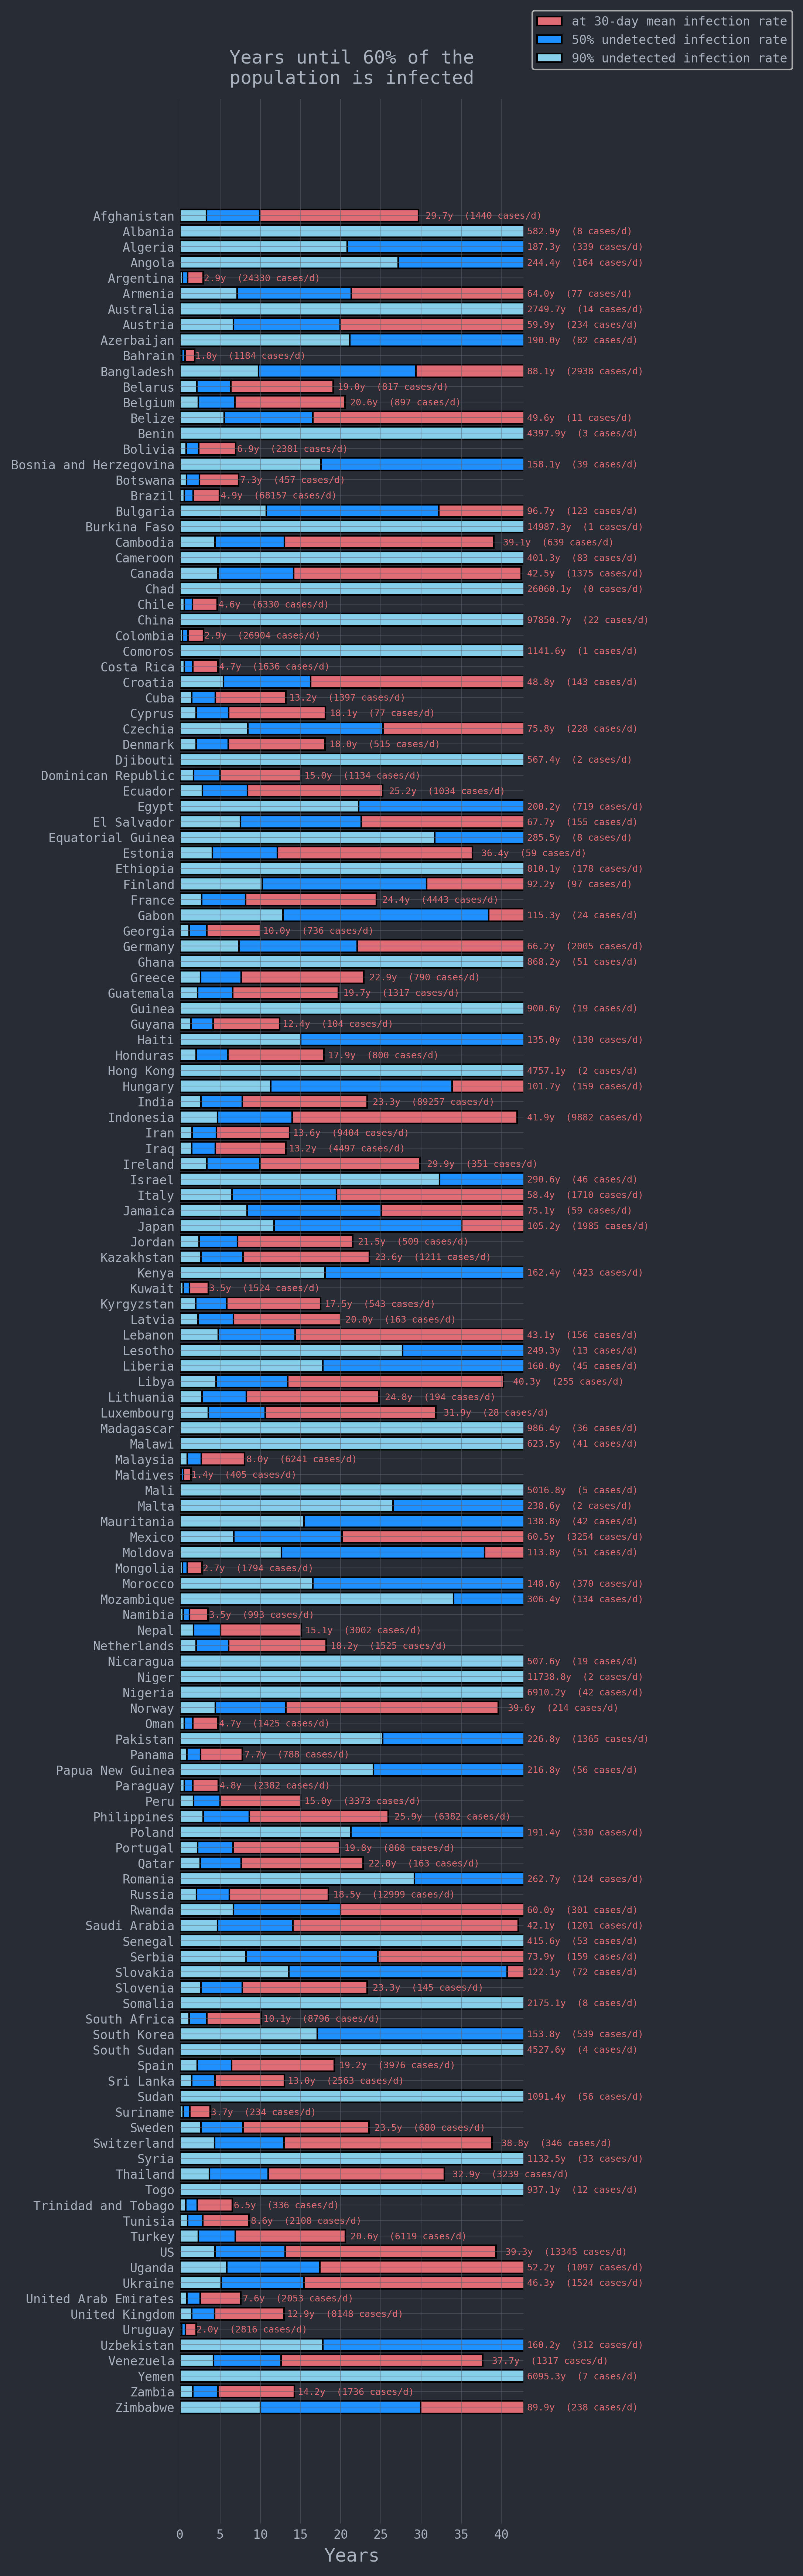 at 30-day mean infection rate
50% undetected infection rate
90% undetected infection rate
Years until 60% of the
population is infected
Afghanistan 29.7y (1440 cases/d)
Albania 582.9y (8 cases/d)
Algeria 187.3y (339 cases/d)
Angola 244.4y (164 cases/d)
Argentina 2.9y (24330 cases/d)
Armenia 64.0y (77 cases/d)
Australia 2749.7y (14 cases/d)
Austria 59.9y (234 cases/d)
Azerbaijan 190.0y (82 cases/d)
Bahrain 1.8y (1184 cases/d)
Bangladesh 88.1y (2938 cases/d)
Belarus 19.0y (817 cases/d)
Belgium 20.6y (897 cases/d)
Belize 49.6y (11 cases/d)
Benin 4397.9y (3 cases/d)
Bolivia 6.9y (2381 cases/d)
Bosnia and Herzegovina 158.1y (39 cases/d)
Botswana 7.3y (457 cases/d)
Brazil 4.9y (68157 cases/d)
Bulgaria 96.7y (123 cases/d)
Burkina Faso 14987.3y (1 cases/d)
Cambodia 39.1y (639 cases/d)
Cameroon 401.3y (83 cases/d)
Canada 42.5y (1375 cases/d)
Chad 26060.1y (0 cases/d)
Chile 4.6y (6330 cases/d)
China 97850.7y (22 cases/d)
Colombia 2.9y (26904 cases/d)
Comoros 1141.6y (1 cases/d)
Costa Rica 4.7y (1636 cases/d)
Croatia 48.8y (143 cases/d)
Cuba 13.2y (1397 cases/d)
Cyprus 18.1y (77 cases/d)
Czechia 75.8y (228 cases/d)
Denmark 18.0y (515 cases/d)
Djibouti 567.4y (2 cases/d)
Dominican Republic 15.0y (1134 cases/d)
Ecuador 25.2y (1034 cases/d)
Egypt 200.2y (719 cases/d)
El Salvador 67.7y (155 cases/d)
Equatorial Guinea 285.5y (8 cases/d)
Estonia 36.4y (59 cases/d)
Ethiopia 810.1y (178 cases/d)
Finland 92.2y (97 cases/d)
France 24.4y (4443 cases/d)
Gabon 115.3y (24 cases/d)
Georgia 10.0y (736 cases/d)
Germany 66.2y (2005 cases/d)
Ghana 868.2y (51 cases/d)
Greece 22.9y (790 cases/d)
Guatemala 19.7y (1317 cases/d)
Guinea 900.6y (19 cases/d)
Guyana 12.4y (104 cases/d)
Haiti 135.0y (130 cases/d)
Honduras 17.9y (800 cases/d)
Hong Kong 4757.1y (2 cases/d)
Hungary 101.7y (159 cases/d)
India 23.3y (89257 cases/d)
Indonesia 41.9y (9882 cases/d)
Iran 13.6y (9404 cases/d)
Iraq 13.2y (4497 cases/d)
Ireland 29.9y (351 cases/d)
Israel 290.6y (46 cases/d)
Italy 58.4y (1710 cases/d)
Jamaica 75.1y (59 cases/d)
Japan 105.2y (1985 cases/d)
Jordan 21.5y (509 cases/d)
Kazakhstan 23.6y (1211 cases/d)
Kenya 162.4y (423 cases/d)
Kuwait 3.5y (1524 cases/d)
Kyrgyzstan 17.5y (543 cases/d)
Latvia 20.0y (163 cases/d)
Lebanon 43.1y (156 cases/d)
Lesotho 249.3y (13 cases/d)
Liberia 160.0y (45 cases/d)
Libya 40.3y (255 cases/d)
Lithuania 24.8y (194 cases/d)
Luxembourg 31.9y (28 cases/d)
Madagascar 986.4y (36 cases/d)
Malawi 623.5y (41 cases/d)
Malaysia 8.0y (6241 cases/d)
Maldives 1.4y (405 cases/d)
Mali 5016.8y (5 cases/d)
Malta 238.6y (2 cases/d)
Mauritania 138.8y (42 cases/d)
Mexico 60.5y (3254 cases/d)
Moldova 113.8y (51 cases/d)
Mongolia 2.7y (1794 cases/d)
Morocco 148.6y (370 cases/d)
Mozambique 306.4y (134 cases/d)
Namibia 3.5y (993 cases/d)
Nepal 15.1y (3002 cases/d)
Netherlands 18.2y (1525 cases/d)
Nicaragua 507.6y (19 cases/d)
Niger 11738.8y (2 cases/d)
Nigeria 6910.2y (42 cases/d)
Norway 39.6y (214 cases/d)
Oman 4.7y (1425 cases/d)
Pakistan 226.8y (1365 cases/d)
Panama 7.7y (788 cases/d)
Papua New Guinea 216.8y (56 cases/d)
Paraguay 4.8y (2382 cases/d)
Peru 15.0y (3373 cases/d)
Philippines 25.9y (6382 cases/d)
Poland 191.4y (330 cases/d)
Portugal 19.8y (868 cases/d)
Qatar 22.8y (163 cases/d)
Romania 262.7y (124 cases/d)
Russia 18.5y (12999 cases/d)
Rwanda 60.0y (301 cases/d)
Saudi Arabia 42.1y (1201 cases/d)
Senegal 415.6y (53 cases/d)
Serbia 73.9y (159 cases/d)
Slovakia 122.1y (72 cases/d)
Slovenia 23.3y (145 cases/d)
Somalia 2175.1y (8 cases/d)
South Africa 10.1y (8796 cases/d)
South Korea 153.8y (539 cases/d)
South Sudan 4527.6y (4 cases/d)
Spain 19.2y (3976 cases/d)
Sri Lanka 13.0y (2563 cases/d)
Sudan 1091.4y (56 cases/d)
Suriname 3.7y (234 cases/d)
Sweden 23.5y (680 cases/d)
Switzerland 38.8y (346 cases/d)
Syria 1132.5y (33 cases/d)
Thailand 32.9y (3239 cases/d)
Togo 937.1y (12 cases/d)
Trinidad and Tobago 6.5y (336 cases/d)
Tunisia 8.6y (2108 cases/d)
Turkey 20.6y (6119 cases/d)
US 39.3y (13345 cases/d)
Uganda 52.2y (1097 cases/d)
Ukraine 46.3y (1524 cases/d)
United Arab Emirates 7.6y (2053 cases/d)
United Kingdom 12.9y (8148 cases/d)
Uruguay 2.0y (2816 cases/d)
Uzbekistan 160.2y (312 cases/d)
Venezuela 37.7y (1317 cases/d)
Yemen 6095.3y (7 cases/d)
Zambia 14.2y (1736 cases/d)
Zimbabwe 89.9y (238 cases/d)
0 5 10 15 20 25 30 35 40
Years